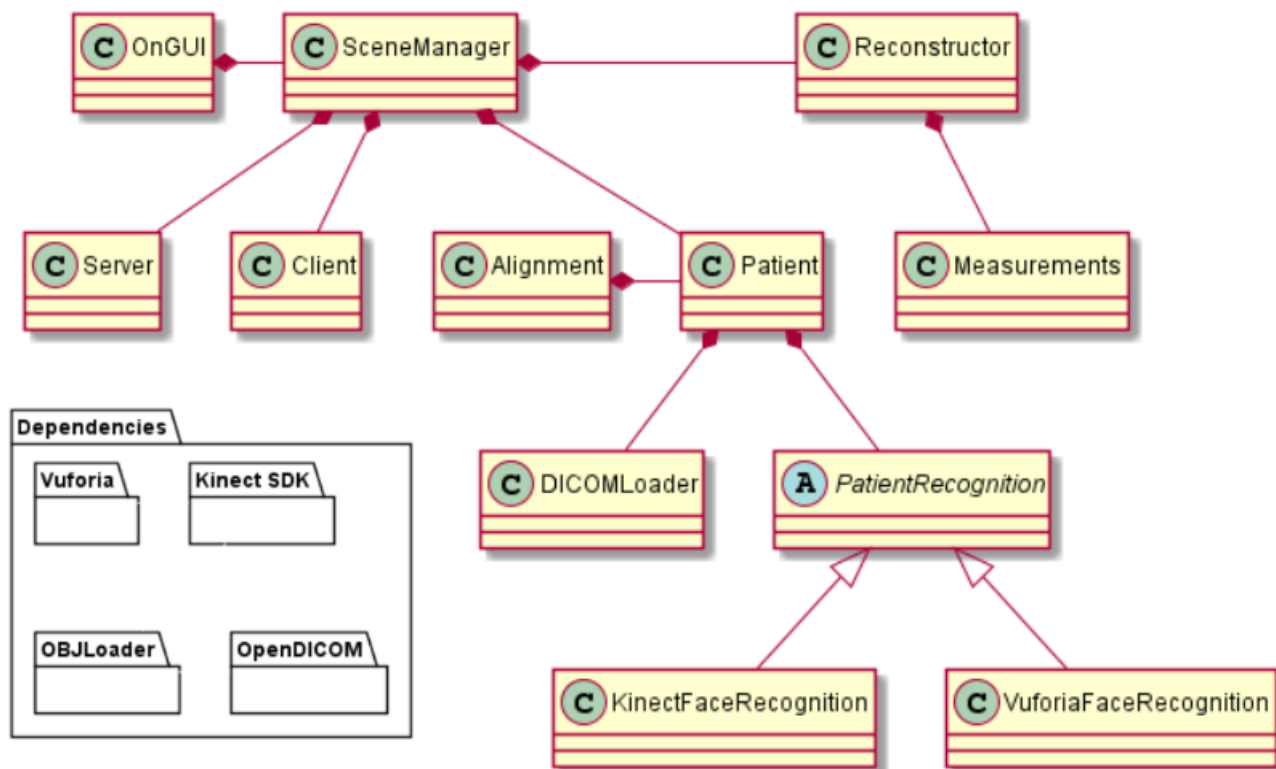 C OnGUI
C SceneManager
C Reconstructor
C Server
C Client
C Alignment
C Patient
C Measurements
Dependencies
Vuforia
Kinect SDK
C DICOMLoader
A PatientRecognition
OBJLoader
OpenDICOM
C KinectFaceRecognition
C VuforiaFaceRecognition